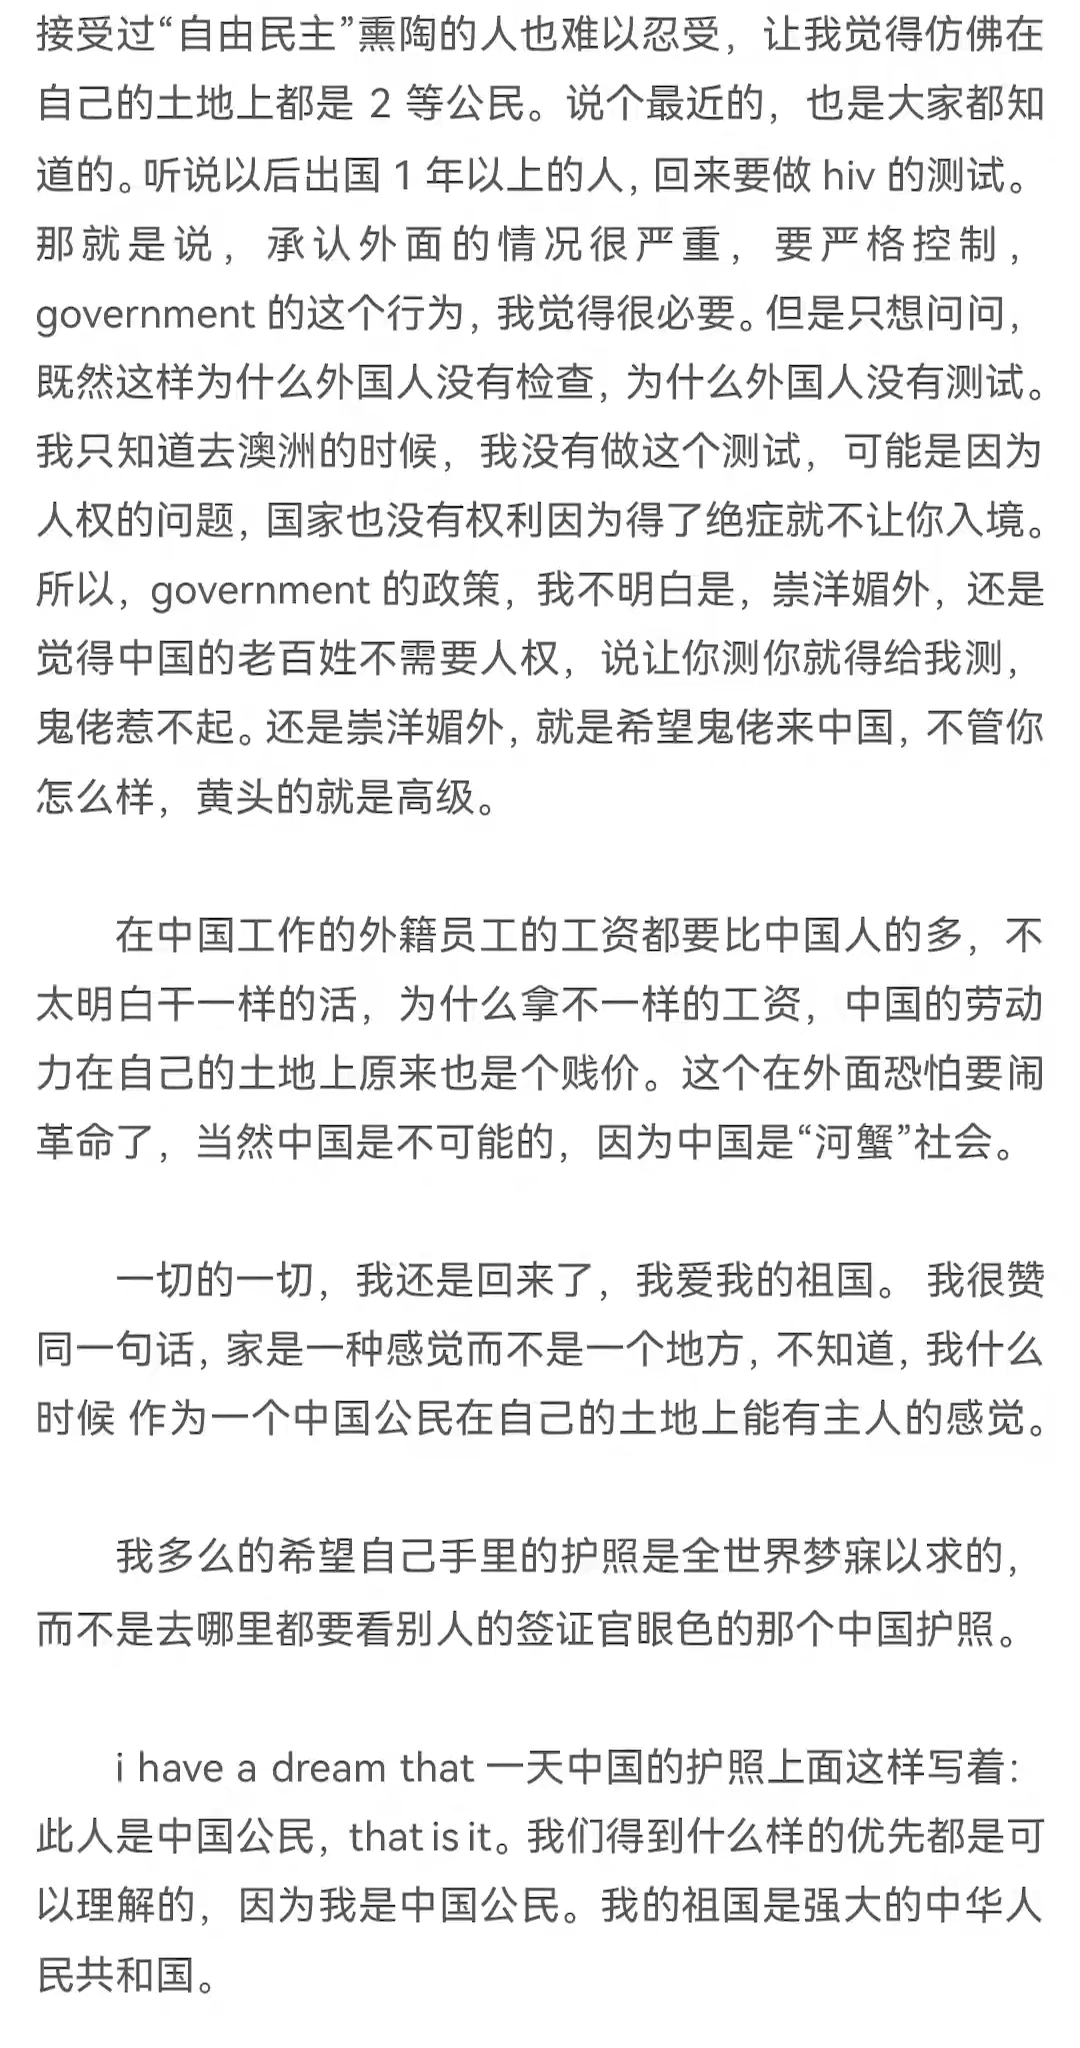 接受过“自由民主”熏陶的人也难以忍受，让我觉得仿佛在
自己的土地上都是 2 等公民。说个最近的，也是大家都知
道的。听说以后出国 1 年以上的人，回来要做 hiv 的测试。
那就是说，承认外面的情况很严重，要严格控制，
government 的这个行为，我觉得很必要。但是只想问问，
既然这样为什么外国人没有检查，为什么外国人没有测试。
我只知道去澳洲的时候，我没有做这个测试，可能是因为
人权的问题，国家也没有权利因为得了绝症就不让你入境。
所以，government 的政策，我不明白是，崇洋媚外，还是
觉得中国的老百姓不需要人权，说让你测你就得给我测，
鬼佬惹不起。还是崇洋媚外，就是希望鬼佬来中国，不管你
怎么样，黄头的就是高级。
在中国工作的外籍员工的工资都要比中国人的多，不
太明白干一样的活，为什么拿不一样的工资，中国的劳动
力在自己的土地上原来也是个贱价。这个在外面恐怕要闹
革命了，当然中国是不可能的，因为中国是“河蟹”社会。
一切的一切，我还是回来了，我爱我的祖国。 我很赞
同一句话，家是一种感觉而不是一个地方，不知道，我什么
时候 作为一个中国公民在自己的土地上能有主人的感觉。
我多么的希望自己手里的护照是全世界梦寐以求的，
而不是去哪里都要看别人的签证官眼色的那个中国护照。
i have a dream that 一天中国的护照上面这样写着：
此人是中国公民，that is it。我们得到什么样的优先都是可
以理解的，因为我是中国公民。我的祖国是强大的中华人
民共和国。